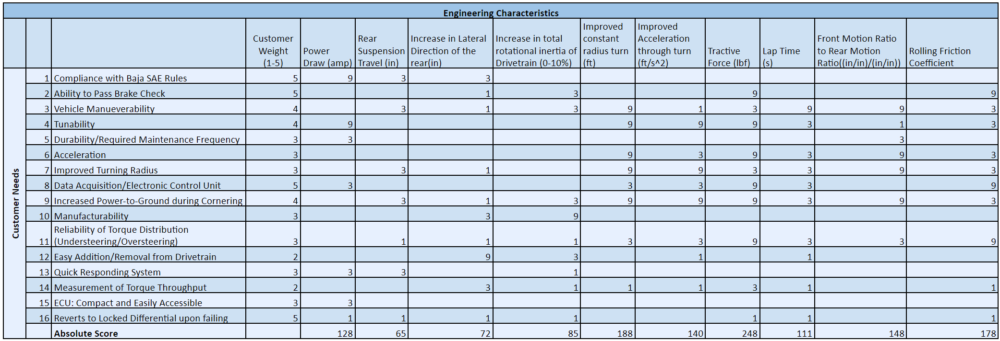 Engineering Characteristics
Customer Weight (1-5) Power Draw (amp) Rear Suspension Travel (in) Increase in Lateral Direction of the rear(in) Increase in total rotational inertia of Drivetrain (0-10%) Improved constant radius turn (ft) Improved Acceleration through turn (ft/s^2) Tractive Force (lbf) Lap Time (s) Front Motion Ratio to Rear Motion Ratio((in/in)/(in/in)) Rolling Friction Coefficient
Customer Needs
1 Compliance with Baja SAE Rules 5 9 3 3
2 Ability to Pass Brake Check 5 1 3 9 9
3 Vehicle Manueverability 4 3 1 3 9 1 3 9 9 3
4 Tunability 4 9 9 9 9 3 1 3
5 Durability/Required Maintenance Frequency 3 3 3
6 Acceleration 3 9 3 9 3 9 3
7 Improved Turning Radius 3 3 1 9 9 3 3 9 3
8 Data Acquisition/Electronic Control Unit 5 3 3 3 9 3 9
9 Increased Power-to-Ground during Cornering 4 3 1 3 9 9 9 3 9 3
10 Manufacturability 3 3 9
Reliability of Torque Distribution
11 (Understeering/Oversteering) 3 1 1 1 3 3 9 3 3 9
12 Easy Addition/Removal from Drivetrain 2 9 3 1 1
13 Quick Responding System 3 3 3 1
14 Measurement of Torque Throughput 2 3 1 1 1 3 1 1
15 ECU: Compact and Easily Accessible 3 3
16 Reverts to Locked Differential upon failing 5 1 1 1 1 1 1 1
Absolute Score 128 65 72 85 188 140 248 111 148 178